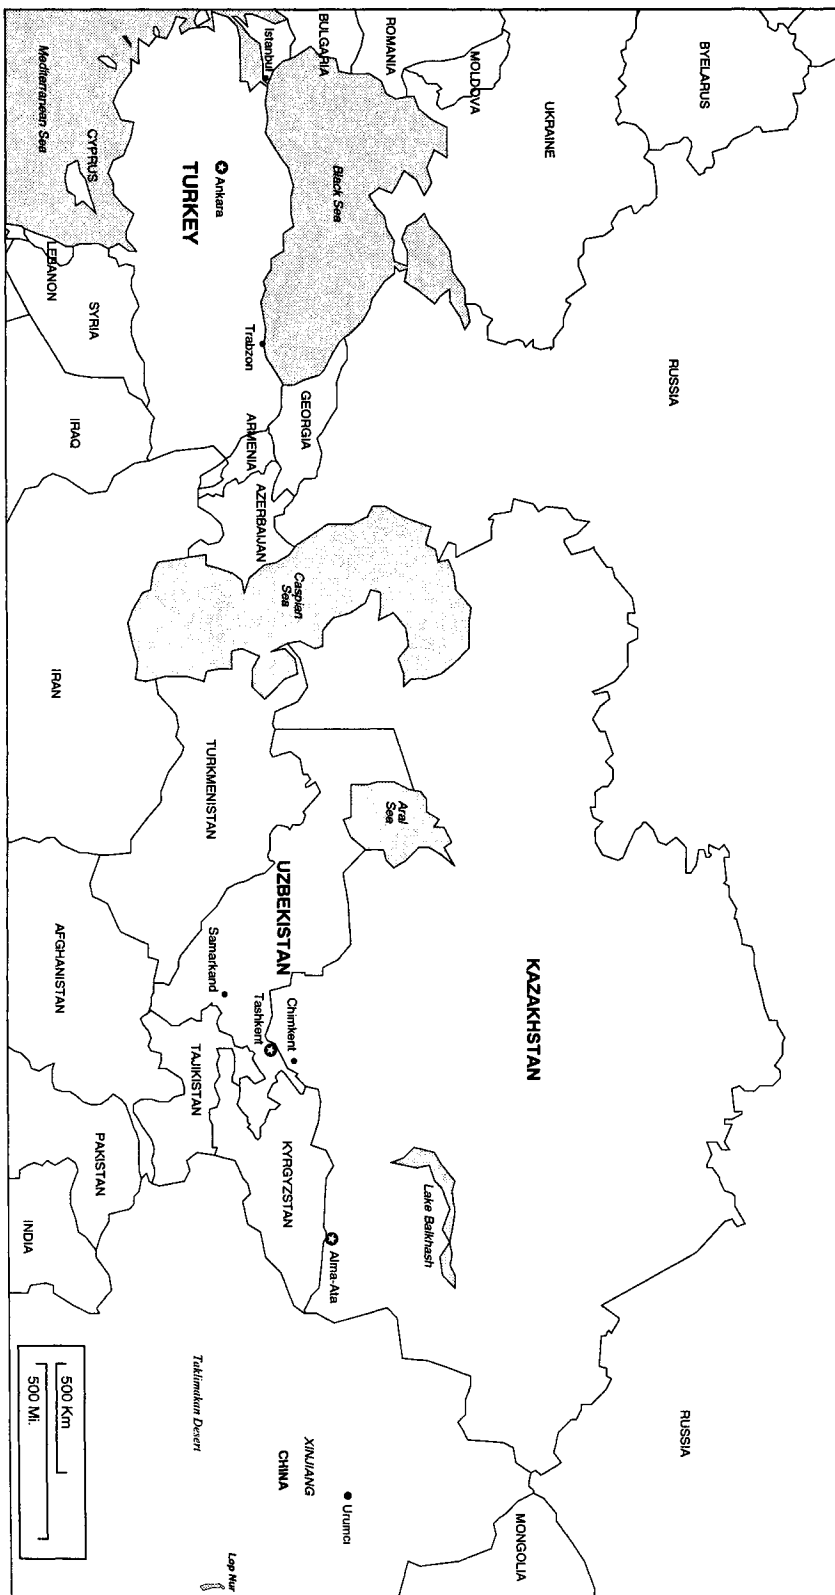 BYELARUS
MOLDOVA
ROMANIA
BULGARIA
UKRAINE
RUSSIA
Istanbul
Black Sea
Mediterranean Sea
CYPRUS
Ankara
TURKEY
Trabzon
LEBANON
SYRIA
IRAQ
GEORGIA
ARMENIA
AZERBAIJAN
Caspian
Sea
IRAN
TURKMENISTAN
Aral
Sea
UZBEKISTAN
KAZAKHSTAN
Samarkand
Tashkent
Chimkent
AFGHANISTAN
TAJIKISTAN
PAKISTAN
KYRGYZSTAN
INDIA
Lake Balkhash
Alma-Ata
RUSSIA
MONGOLIA
Taklimakan Desert
XINJIANG
CHINA
Urumci
Lop Nur
500 Km
500 Mi.